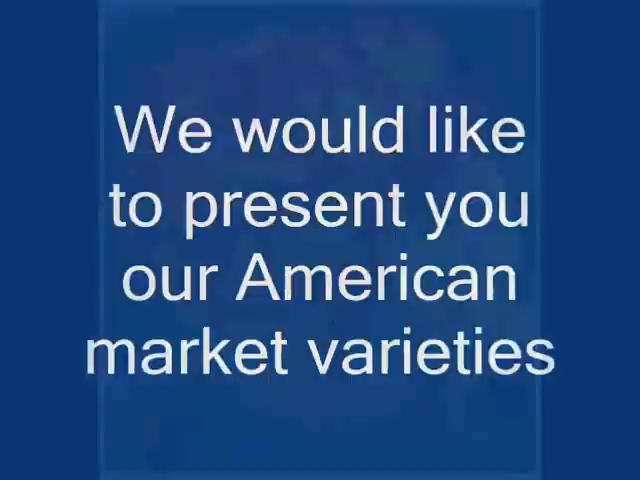 We would like
to present you
our American
market varieties